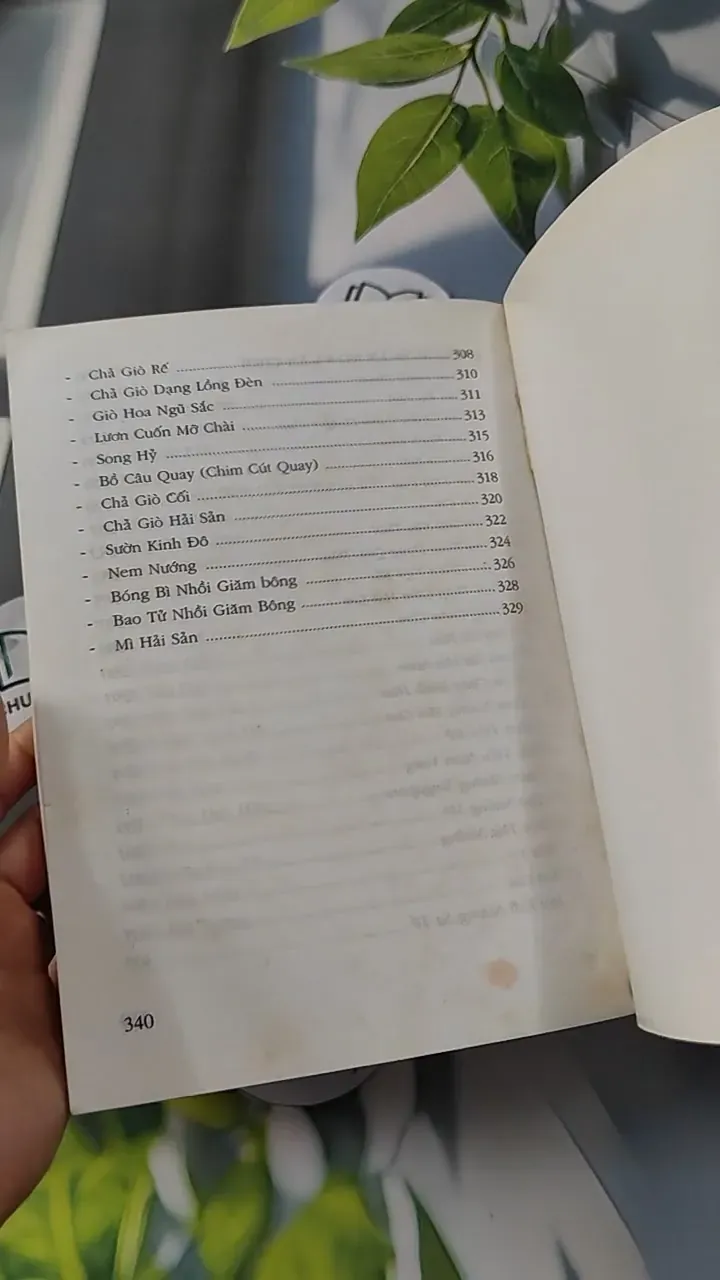 - Chả Giò Rế ........ 308
- Chả Giò Dạng Lồng Đèn ........ 310
- Giò Hoa Ngũ Sắc ........ 311
- Lươn Cuốn Mỡ Chài ........ 313
- Song Hỷ ........ 315
- Bồ Câu Quay (Chim Cút Quay) ........ 316
- Chả Giò Cối ........ 318
- Chả Giò Hải Sản ........ 320
- Sườn Kinh Đô ........ 322
- Nem Nướng ........ 324
- Bóng Bì Nhồi Giăm bông ........ 326
- Bao Tử Nhồi Giăm Bông ........ 328
- Mì Hải Sản ........ 329
340